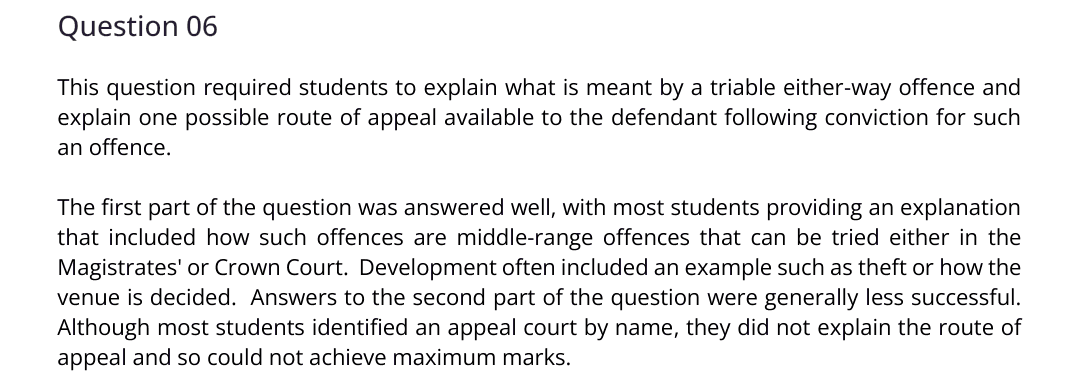 Question 06
This question required students to explain what is meant by a triable either-way offence and
explain one possible route of appeal available to the defendant following conviction for such
an offence.
The first part of the question was answered well, with most students providing an explanation
that included how such offences are middle-range offences that can be tried either in the
Magistrates' or Crown Court.  Development often included an example such as theft or how the
venue is decided.  Answers to the second part of the question were generally less successful.
Although most students identified an appeal court by name, they did not explain the route of
appeal and so could not achieve maximum marks.